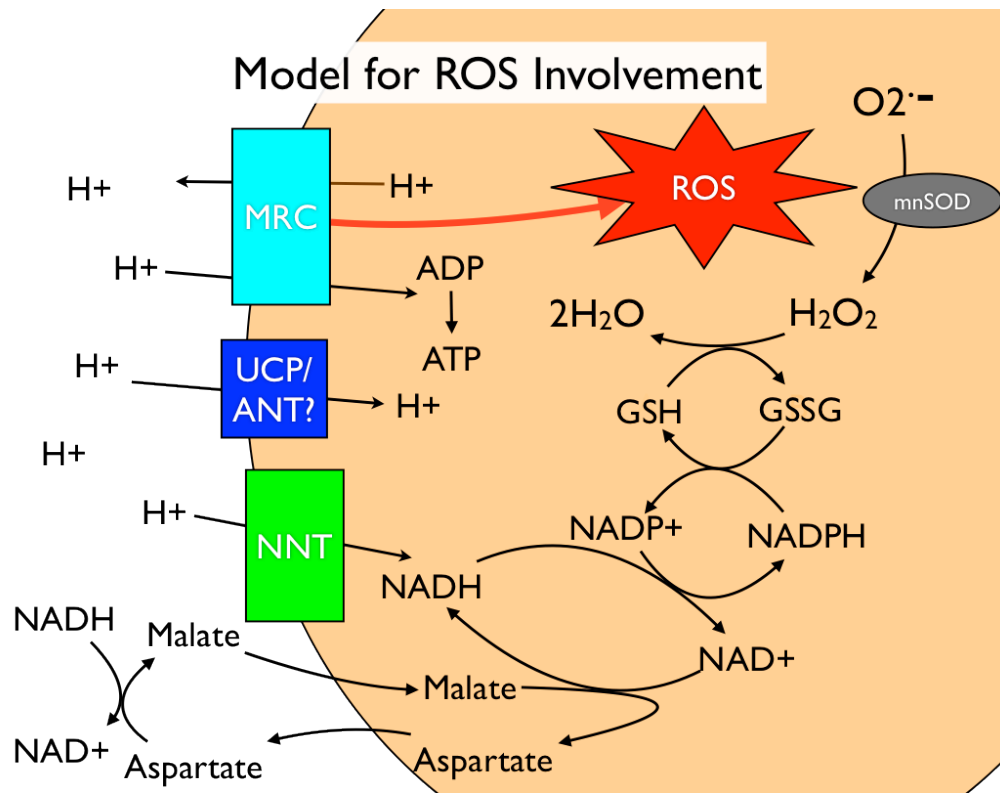 Model for ROS Involvement
O2·-
H+
H+
MRC
ROS
mnSOD
H+
ADP
2H₂O
H₂O₂
ATP
H+
UCP/
ANT?
H+
GSH
GSSG
H+
H+
NADP+
NADPH
NNT
NADH
NADH
Malate
NAD+
Malate
NAD+
Aspartate
Aspartate